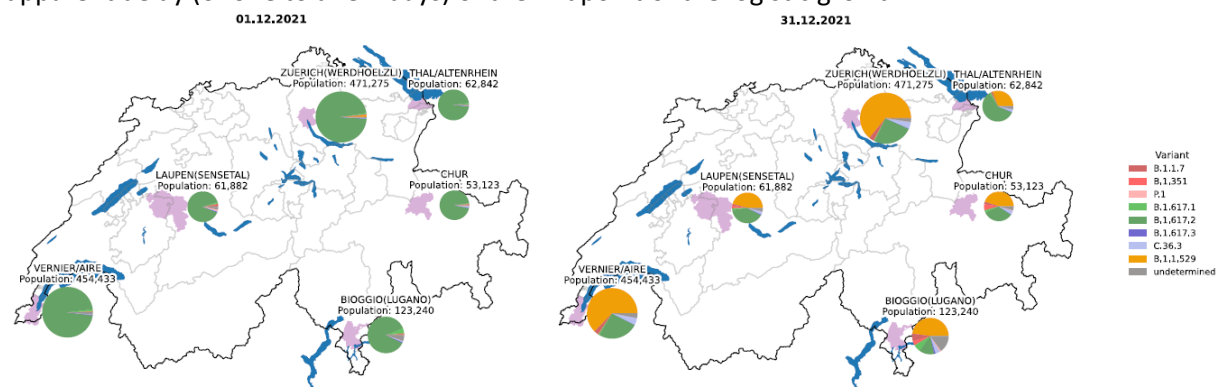 01.12.2021
ZUERICH(WERDHOELZLI)
Population: 471,275
THAL/ALTENRHEIN
Population: 62,842
LAUPEN(SENSETAL)
Population: 61,882
CHUR
Population: 53,123
VERNIER/AIRE
Population: 454,433
BIOGGIO(LUGANO)
Population: 123,240
31.12.2021
ZUERICH(WERDHOELZLI)
Population: 471,275
THAL/ALTENRHEIN
Population: 62,842
LAUPEN(SENSETAL)
Population: 61,882
CHUR
Population: 53,123
VERNIER/AIRE
Population: 454,433
BIOGGIO(LUGANO)
Population: 123,240
Variant
B.1.1.7
B.1.351
P.1
B.1.617.1
B.1.617.2
B.1.617.3
C.36.3
B.1.1.529
undetermined